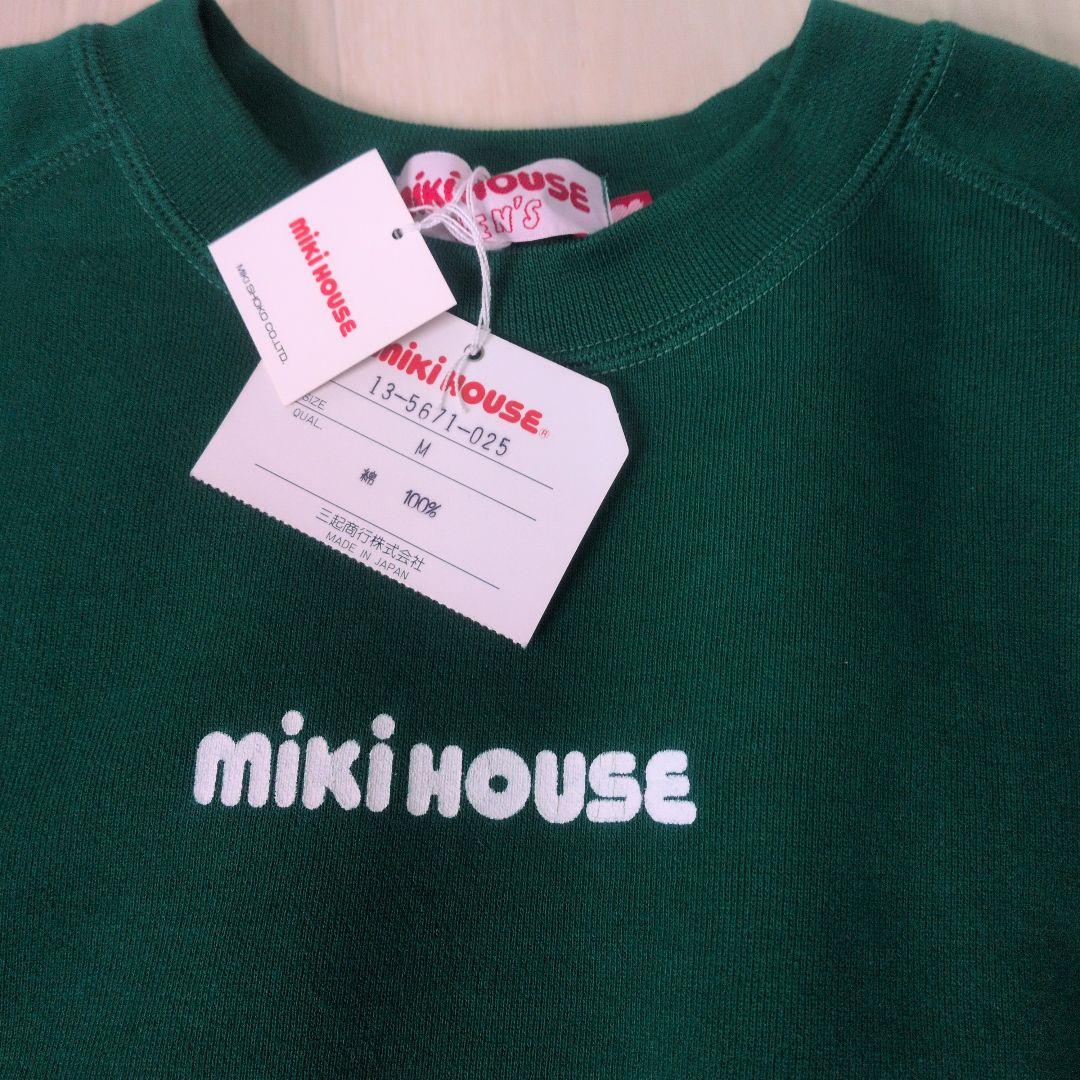 miki HOUSE
EN'S
miki HOUSE
MIKI SHOKO CO.,LTD.
miki HOUSE®
13-5671-025
SIZE M
QUAL.
綿 100%
三起商行株式会社
MADE IN JAPAN
miki HOUSE